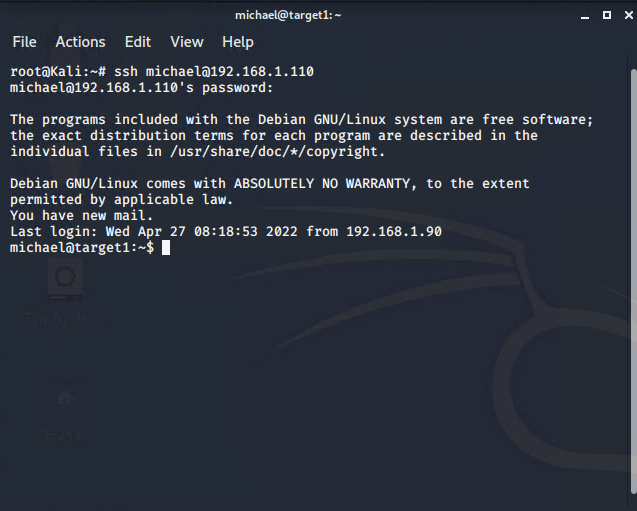 michael@target1: ~
File Actions Edit View Help
root@Kali:~# ssh michael@192.168.1.110
michael@192.168.1.110's password:
The programs included with the Debian GNU/Linux system are free software;
the exact distribution terms for each program are described in the
individual files in /usr/share/doc/*/copyright.
Debian GNU/Linux comes with ABSOLUTELY NO WARRANTY, to the extent
permitted by applicable law.
You have new mail.
Last login: Wed Apr 27 08:18:53 2022 from 192.168.1.90
michael@target1:~$
File System
Home